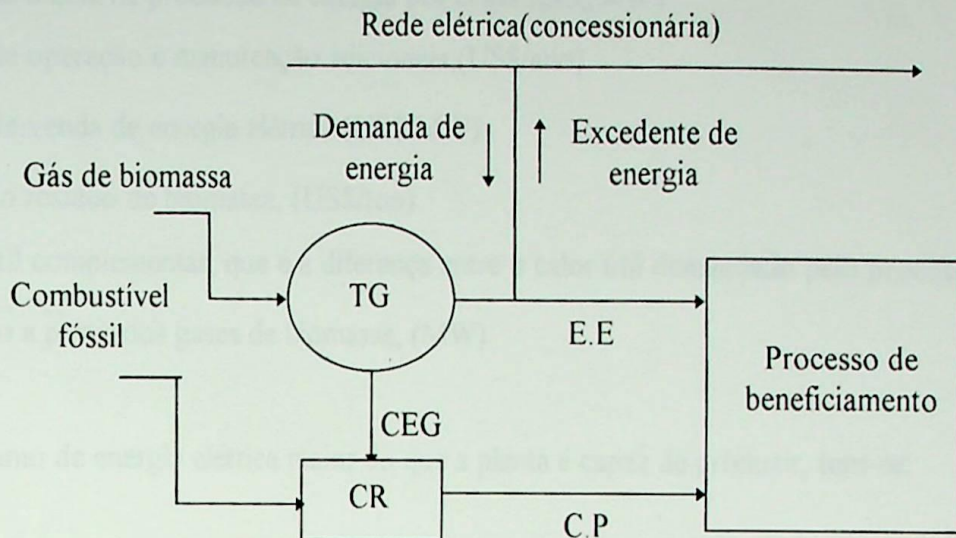 Rede elétrica(concessionária)
Demanda de
energia
Excedente de
energia
Gás de biomassa
TG
Combustível
fóssil
E.E
Processo de
beneficiamento
CEG
CR
C.P